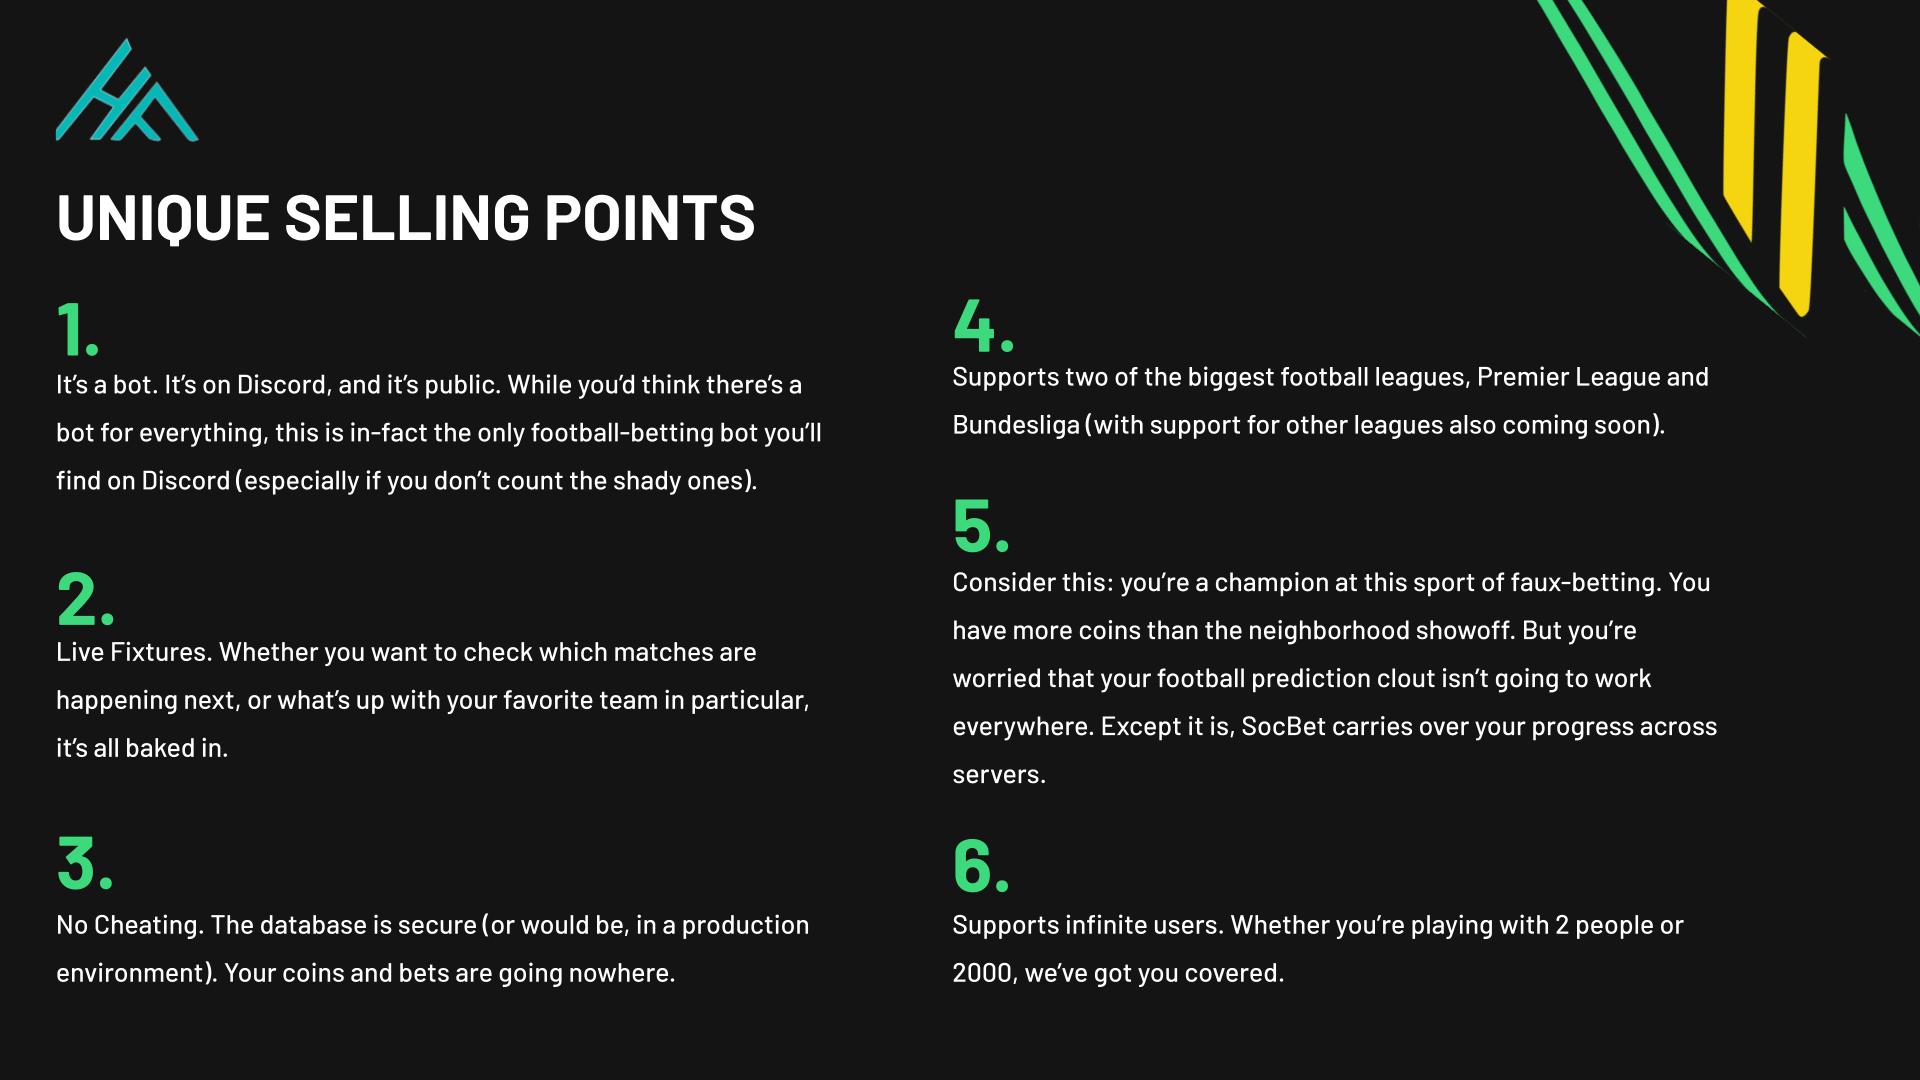 UNIQUE SELLING POINTS
1.
It’s a bot. It’s on Discord, and it’s public. While you’d think there’s a
bot for everything, this is in-fact the only football-betting bot you’ll
find on Discord (especially if you don’t count the shady ones).
2.
Live Fixtures. Whether you want to check which matches are
happening next, or what’s up with your favorite team in particular,
it’s all baked in.
3.
No Cheating. The database is secure (or would be, in a production
environment). Your coins and bets are going nowhere.
4.
Supports two of the biggest football leagues, Premier League and
Bundesliga (with support for other leagues also coming soon).
5.
Consider this: you’re a champion at this sport of faux-betting. You
have more coins than the neighborhood showoff. But you’re
worried that your football prediction clout isn’t going to work
everywhere. Except it is, SocBet carries over your progress across
servers.
6.
Supports infinite users. Whether you’re playing with 2 people or
2000, we’ve got you covered.